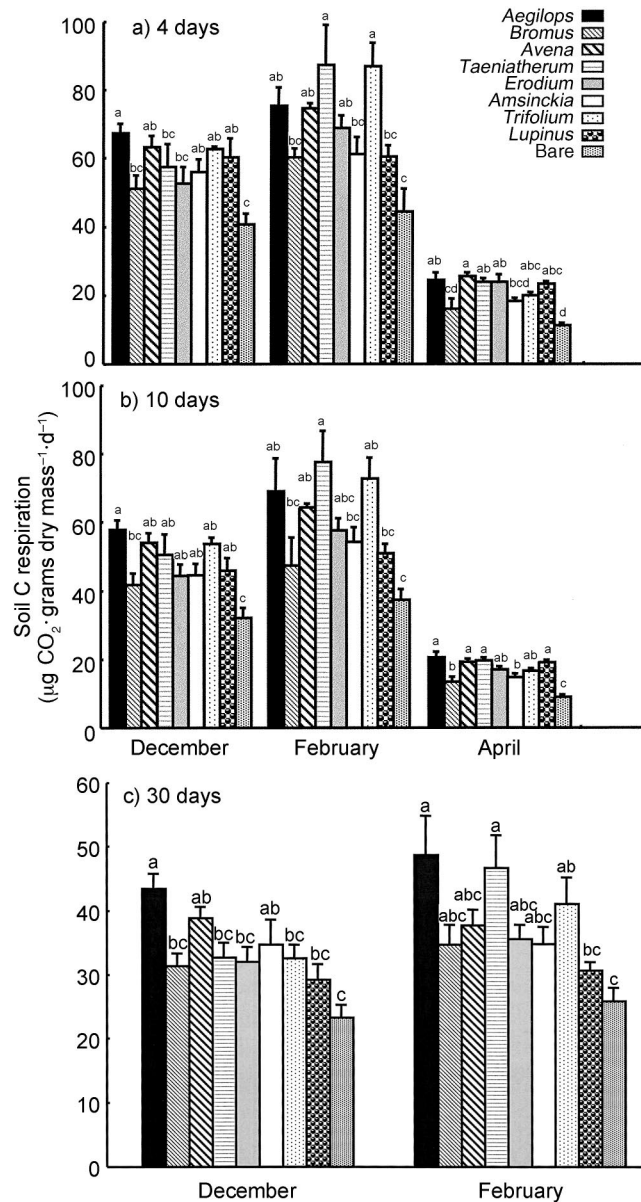 a) 4 days
Aegilops
Bromus
Avena
Taeniatherum
Erodium
Amsinckia
Trifolium
Lupinus
Bare
100
80
60
40
20
0
a
bc
ab
bc
bc
ab
ab
ab
c
ab
bc
ab
a
ab
bc
a
bc
c
ab
cd
a
ab
ab
bcd
abc
abc
d
b) 10 days
100
80
60
40
20
0
a
bc
ab
ab
ab
ab
ab
ab
c
ab
bc
ab
a
abc
bc
ab
bc
c
a
b
a
a
ab
b
ab
a
c
December
February
April
Soil C respiration
(µg CO₂·grams dry mass⁻¹·d⁻¹)
c) 30 days
60
50
40
30
20
10
0
a
bc
ab
bc
bc
ab
bc
bc
c
a
abc
abc
a
abc
abc
ab
bc
c
December
February